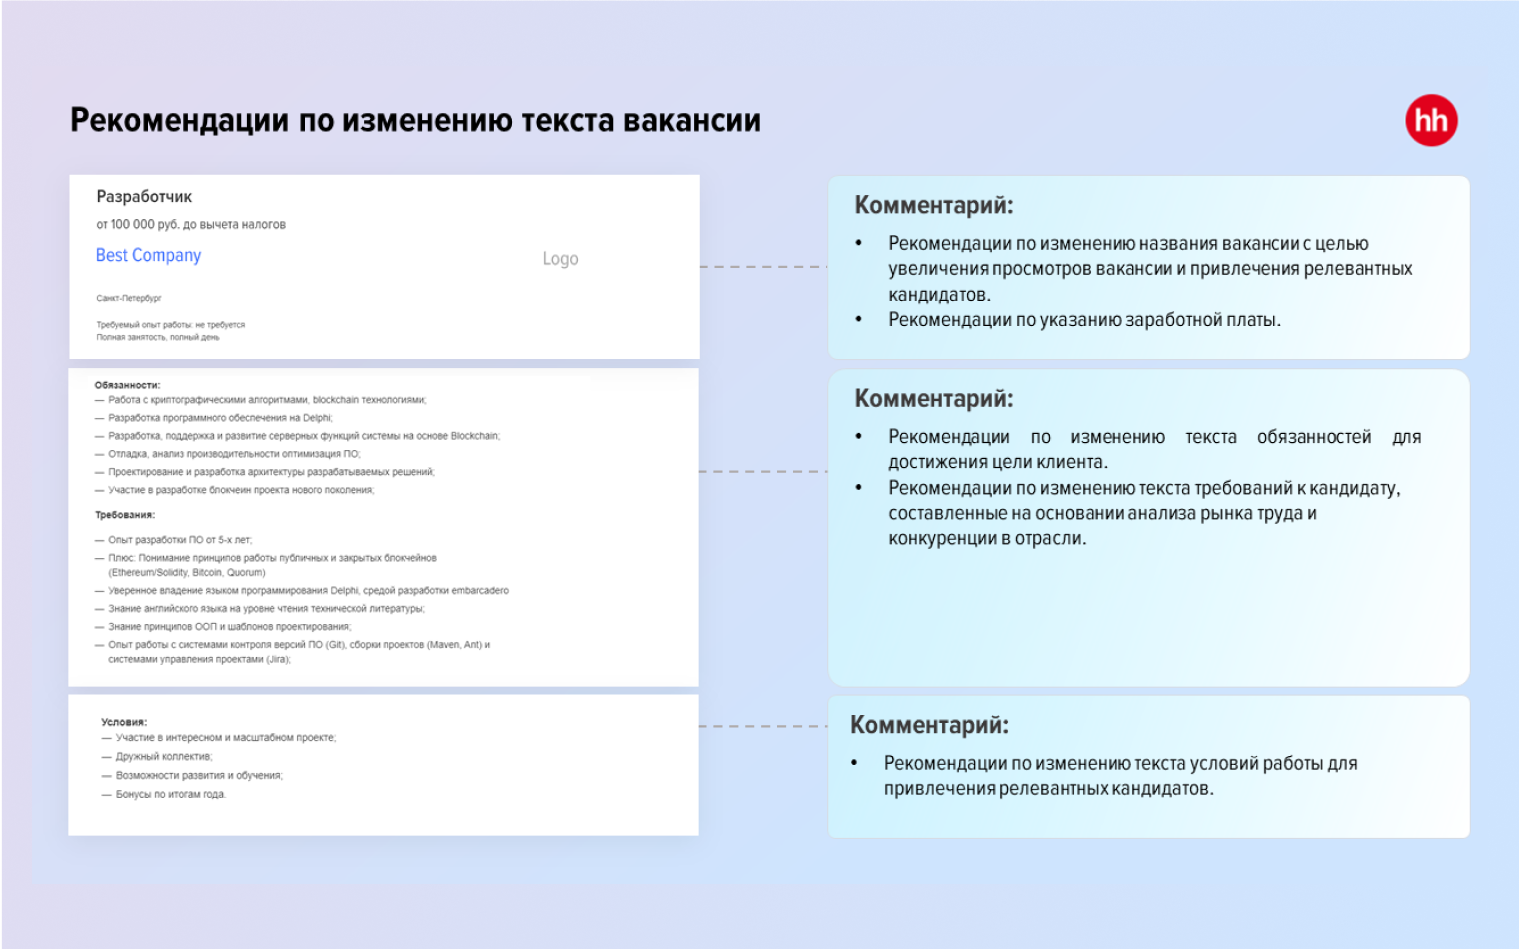 Рекомендации по изменению текста вакансии
hh
Разработчик
от 100 000 руб. до вычета налогов
Best Company
Logo
Санкт-Петербург
Требуемый опыт работы: не требуется
Полная занятость, полный день
Комментарий:
• Рекомендации по изменению названия вакансии с целью
увеличения просмотров вакансии и привлечения релевантных
кандидатов.
• Рекомендации по указанию заработной платы.
Обязанности:
— Работа с криптографическими алгоритмами, blockchain технологиями;
— Разработка программного обеспечения на Delphi;
— Разработка, поддержка и развитие серверных функций системы на основе Blockchain;
— Отладка, анализ производительности оптимизация ПО;
— Проектирование и разработка архитектуры разрабатываемых решений;
— Участие в разработке блокчеин проекта нового поколения;
Требования:
— Опыт разработки ПО от 5-х лет;
— Плюс: Понимание принципов работы публичных и закрытых блокчейнов
(Ethereum/Solidity, Bitcoin, Quorum)
— Уверенное владение языком программирования Delphi, средой разработки embarcadero
— Знание английского языка на уровне чтения технической литературы;
— Знание принципов ООП и шаблонов проектирования;
— Опыт работы с системами контроля версий ПО (Git), сборки проектов (Maven, Ant) и
системами управления проектами (Jira);
Комментарий:
• Рекомендации по изменению текста обязанностей для
достижения цели клиента.
• Рекомендации по изменению текста требований к кандидату,
составленные на основании анализа рынка труда и
конкуренции в отрасли.
Условия:
— Участие в интересном и масштабном проекте;
— Дружный коллектив;
— Возможности развития и обучения;
— Бонусы по итогам года.
Комментарий:
• Рекомендации по изменению текста условий работы для
привлечения релевантных кандидатов.